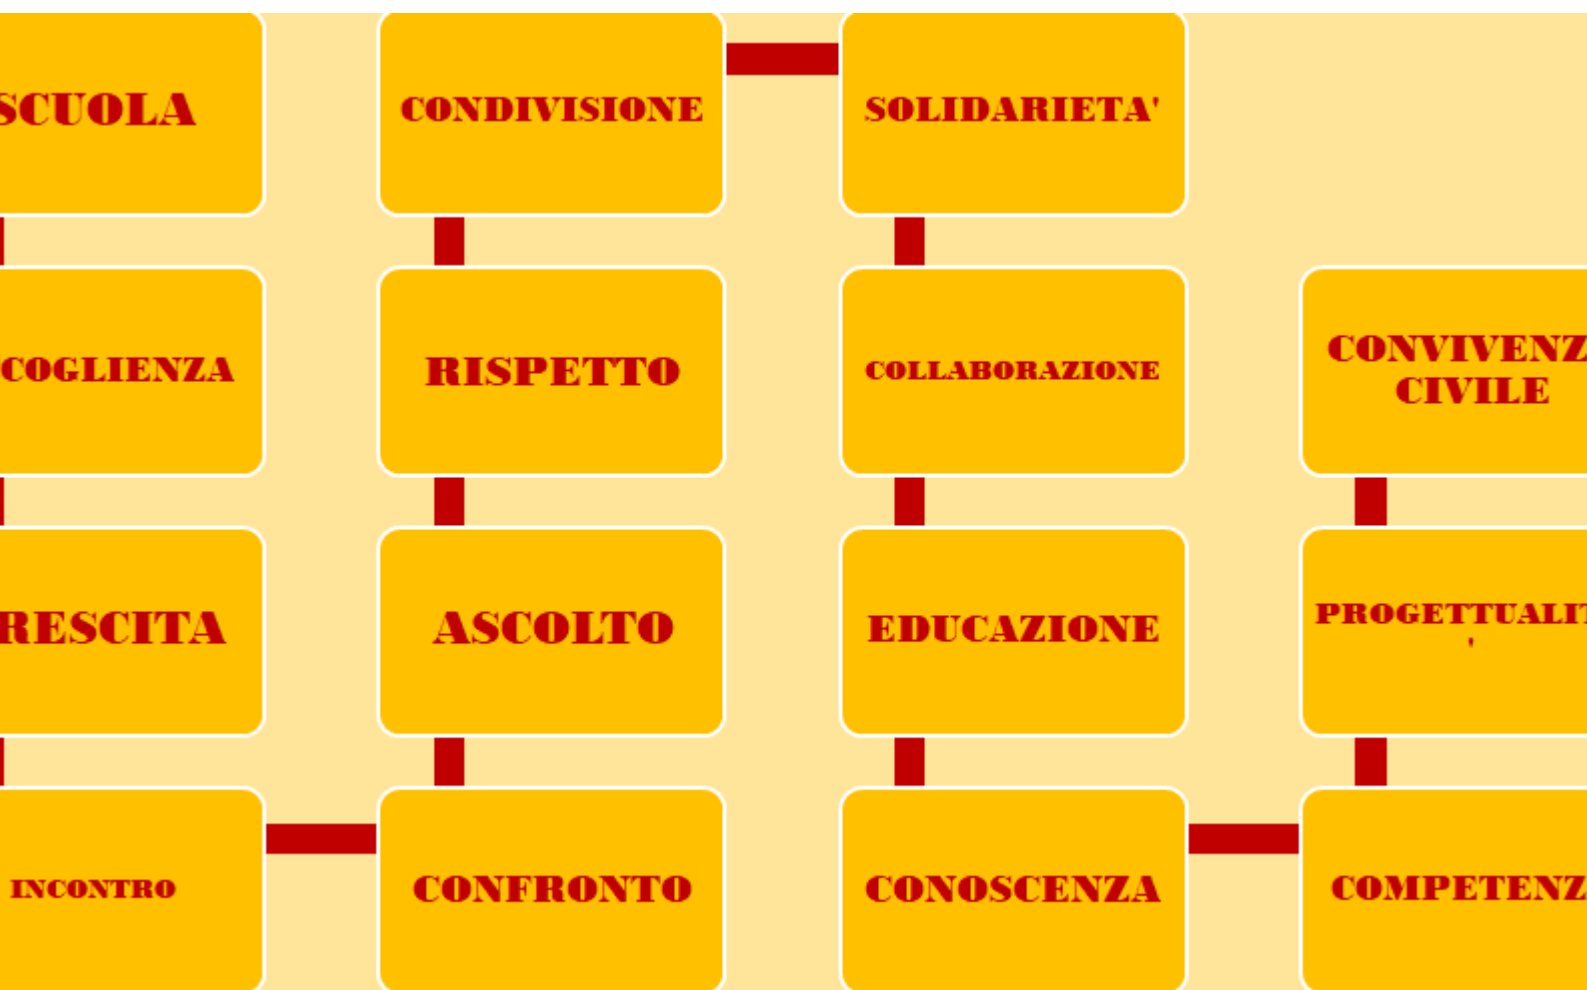 SCUOLA
COGLIENZA
RESCITA
INCONTRO
CONFRONTO
ASCOLTO
RISPETTO
CONDIVISIONE
SOLIDARIETA'
COLLABORAZIONE
EDUCAZIONE
CONOSCENZA
COMPETENZ
PROGETTUALIT
'
CONVIVENZ
CIVILE